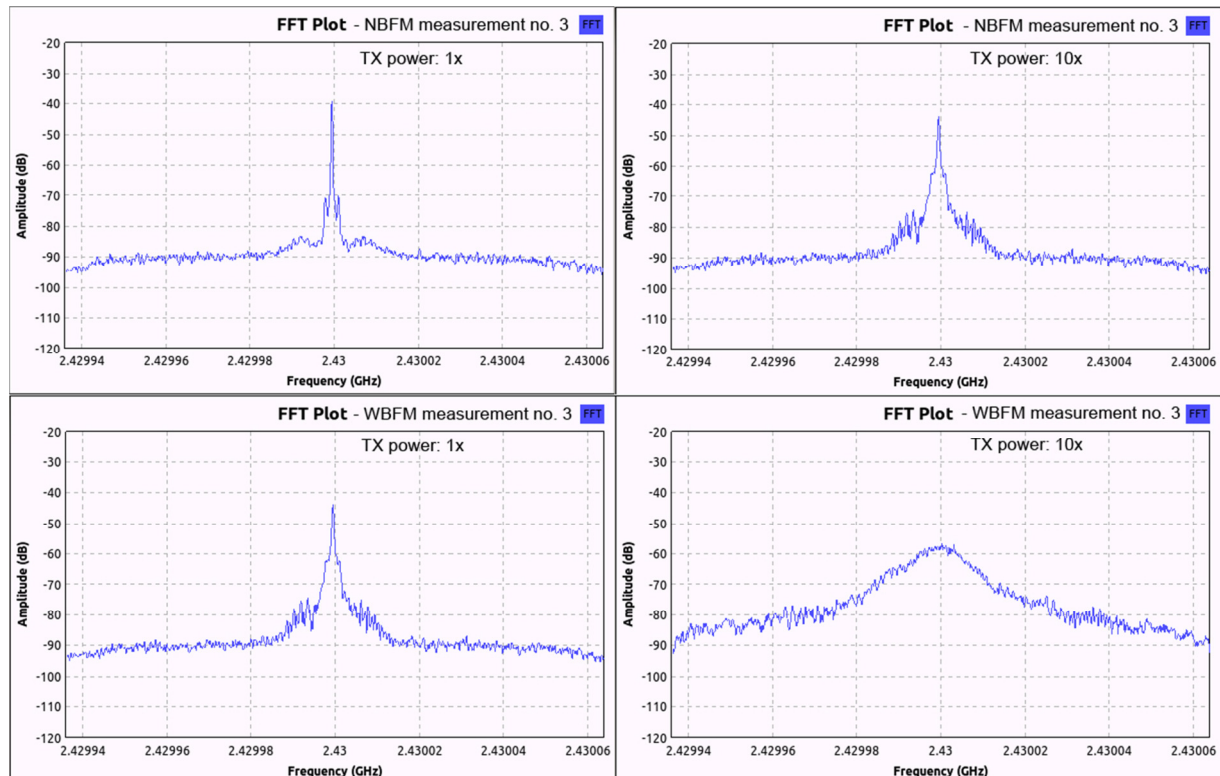 FFT Plot - NBFM measurement no. 3 FFT
TX power: 1x
-20
-30
-40
-50
-60
-70
-80
-90
-100
-110
-120
Amplitude (dB)
2.42994 2.42996 2.42998 2.43 2.43002 2.43004 2.43006
Frequency (GHz)
FFT Plot - NBFM measurement no. 3 FFT
TX power: 10x
-20
-30
-40
-50
-60
-70
-80
-90
-100
-110
-120
Amplitude (dB)
2.42994 2.42996 2.42998 2.43 2.43002 2.43004 2.43006
Frequency (GHz)
FFT Plot - WBFM measurement no. 3 FFT
TX power: 1x
-20
-30
-40
-50
-60
-70
-80
-90
-100
-110
-120
Amplitude (dB)
2.42994 2.42996 2.42998 2.43 2.43002 2.43004 2.43006
Frequency (GHz)
FFT Plot - WBFM measurement no. 3 FFT
TX power: 10x
-20
-30
-40
-50
-60
-70
-80
-90
-100
-110
-120
Amplitude (dB)
2.42994 2.42996 2.42998 2.43 2.43002 2.43004 2.43006
Frequency (GHz)